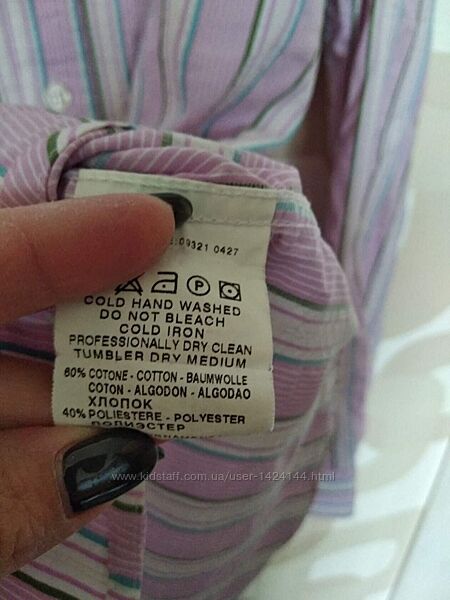 :09321 0427
P
COLD HAND WASHED
DO NOT BLEACH
COLD IRON
PROFESSIONALLY DRY CLEAN
TUMBLER DRY MEDIUM
60% COTONE - COTTON - BAUMWOLLE
COTON - ALGODON - ALGODAO
ХЛОПОК
40% POLIESTERE - POLYESTER
ПОЛИЭСТЕР
www.kidstaff.com.ua/user-1424144.html